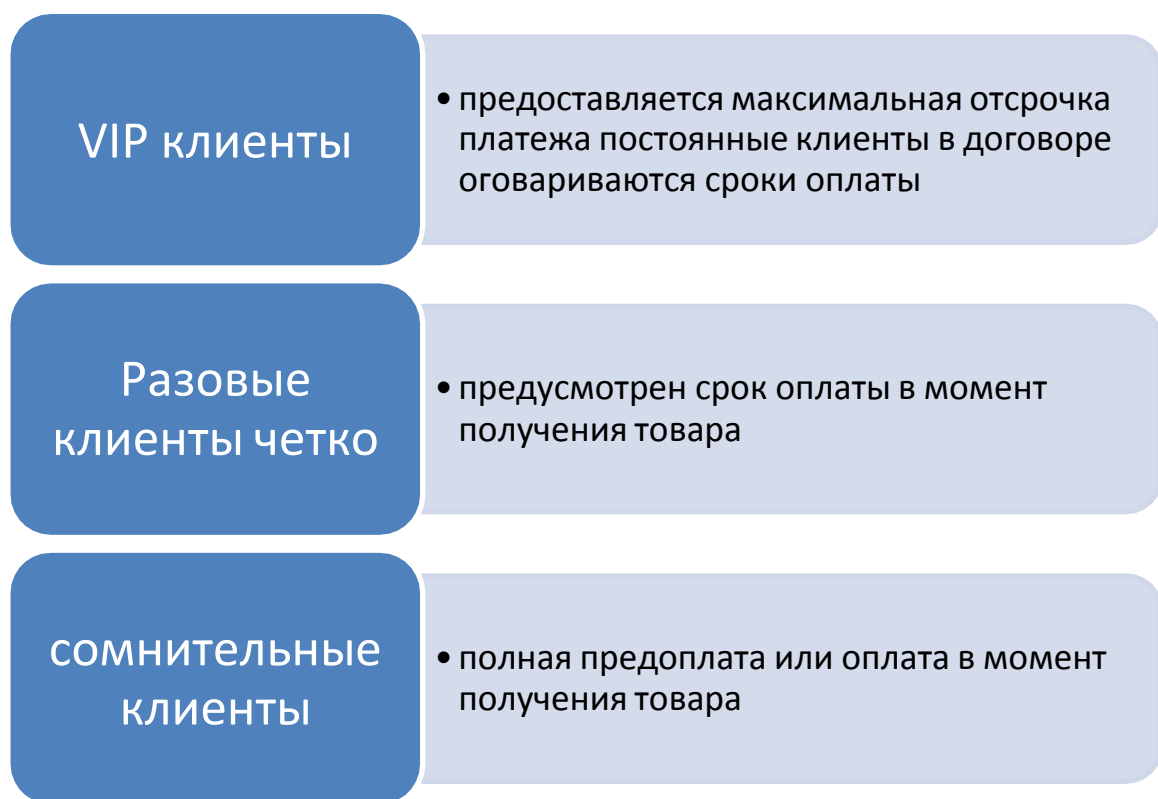 VIP клиенты
• предоставляется максимальная отсрочка
платежа постоянные клиенты в договоре
оговариваются сроки оплаты
Разовые
клиенты четко
• предусмотрен срок оплаты в момент
получения товара
сомнительные
клиенты
• полная предоплата или оплата в момент
получения товара